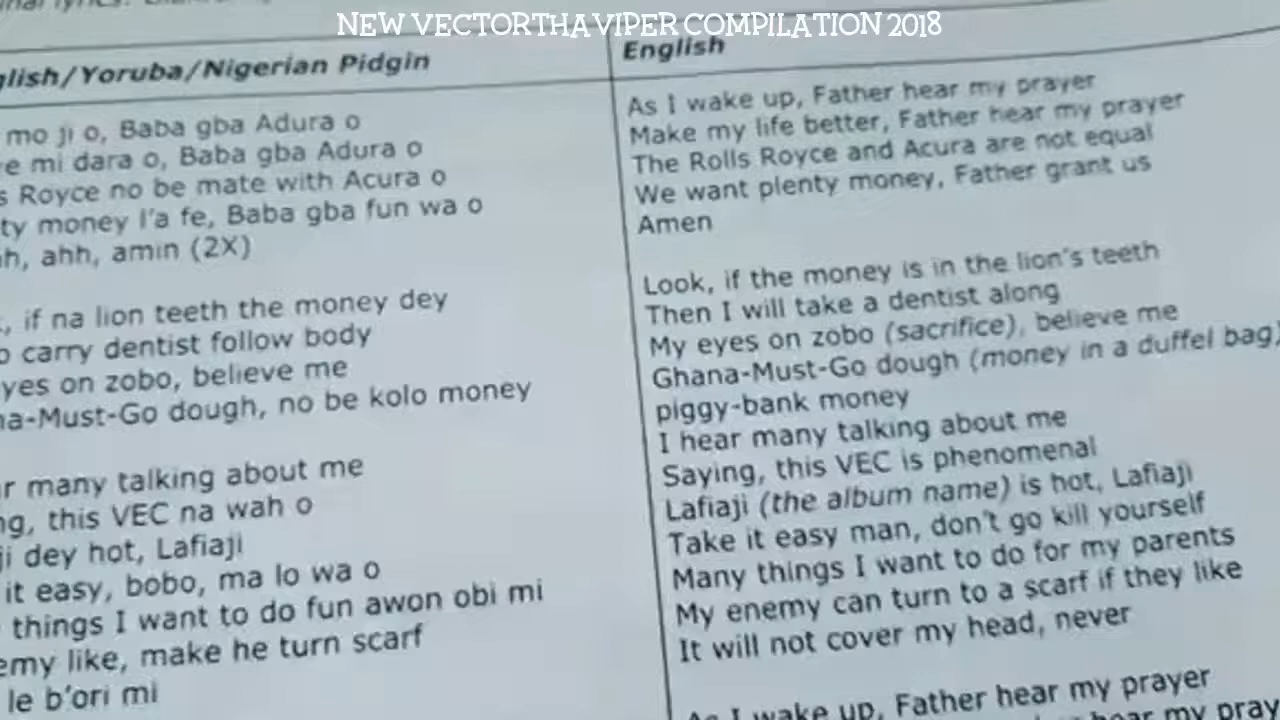 NEW VECTORTHAVIPER COMPILATION 2018
glish/Yoruba/Nigerian Pidgin
mo ji o, Baba gba Adura o
e mi dara o, Baba gba Adura o
s Royce no be mate with Acura o
ty money l'a fe, Baba gba fun wa o
h, ahh, amin (2X)
, if na lion teeth the money dey
o carry dentist follow body
yes on zobo, believe me
na-Must-Go dough, no be kolo money
r many talking about me
ng, this VEC na wah o
ji dey hot, Lafiaji
it easy, bobo, ma lo wa o
things I want to do fun awon obi mi
emy like, make he turn scarf
le b'ori mi
English
As I wake up, Father hear my prayer
Make my life better, Father hear my prayer
The Rolls Royce and Acura are not equal
We want plenty money, Father grant us
Amen
Look, if the money is in the lion's teeth
Then I will take a dentist along
My eyes on zobo (sacrifice), believe me
Ghana-Must-Go dough (money in a duffel bag)
piggy-bank money
I hear many talking about me
Saying, this VEC is phenomenal
Lafiaji (the album name) is hot, Lafiaji
Take it easy man, don't go kill yourself
Many things I want to do for my parents
My enemy can turn to a scarf if they like
It will not cover my head, never
As I wake up, Father hear my prayer
hear my pray